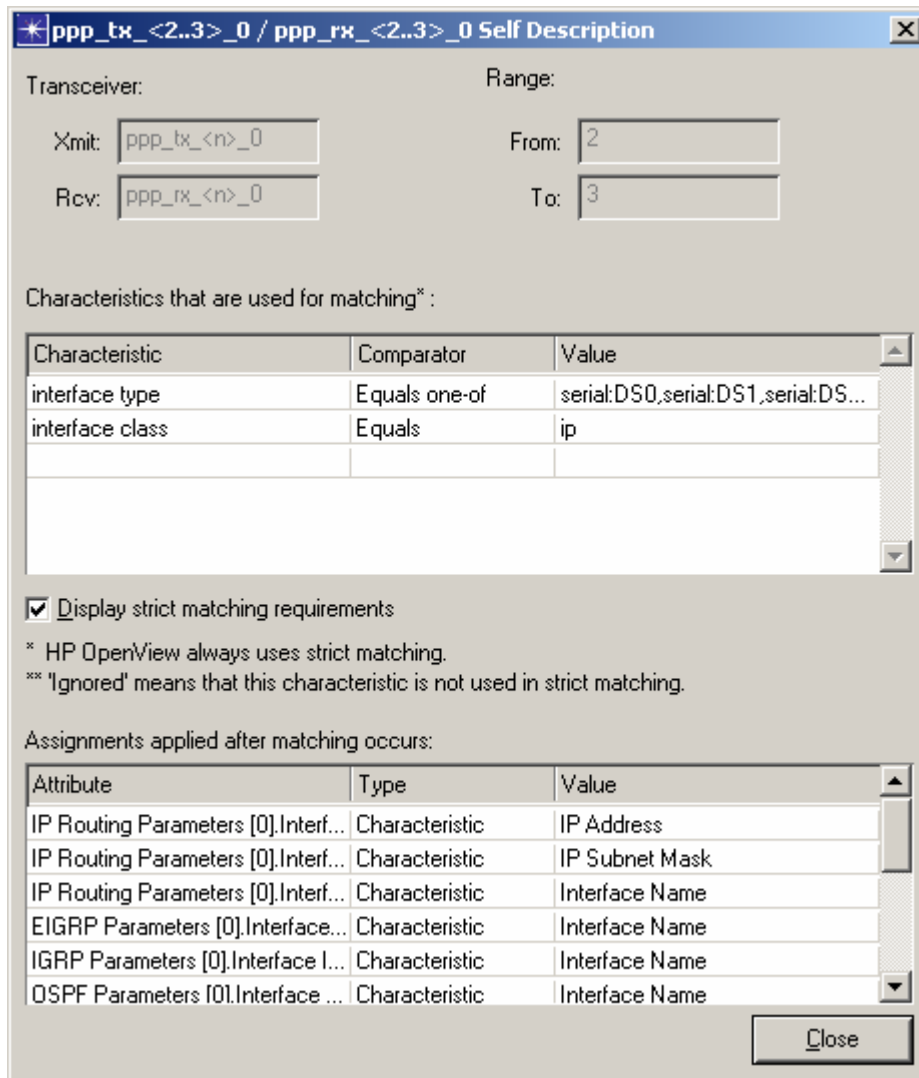 ppp_tx_<2..3>_0 / ppp_rx_<2..3>_0 Self Description
Transceiver: Range:
Xmit: ppp_tx_<n>_0 From: 2
Rcv: ppp_rx_<n>_0 To: 3
Characteristics that are used for matching* :
Characteristic Comparator Value
interface type Equals one-of serial:DS0,serial:DS1,serial:DS...
interface class Equals ip
Display strict matching requirements
* HP OpenView always uses strict matching.
** 'Ignored' means that this characteristic is not used in strict matching.
Assignments applied after matching occurs:
Attribute Type Value
IP Routing Parameters [0].Interf... Characteristic IP Address
IP Routing Parameters [0].Interf... Characteristic IP Subnet Mask
IP Routing Parameters [0].Interf... Characteristic Interface Name
EIGRP Parameters [0].Interface... Characteristic Interface Name
IGRP Parameters [0].Interface I... Characteristic Interface Name
OSPF Parameters [0].Interface ... Characteristic Interface Name
Close